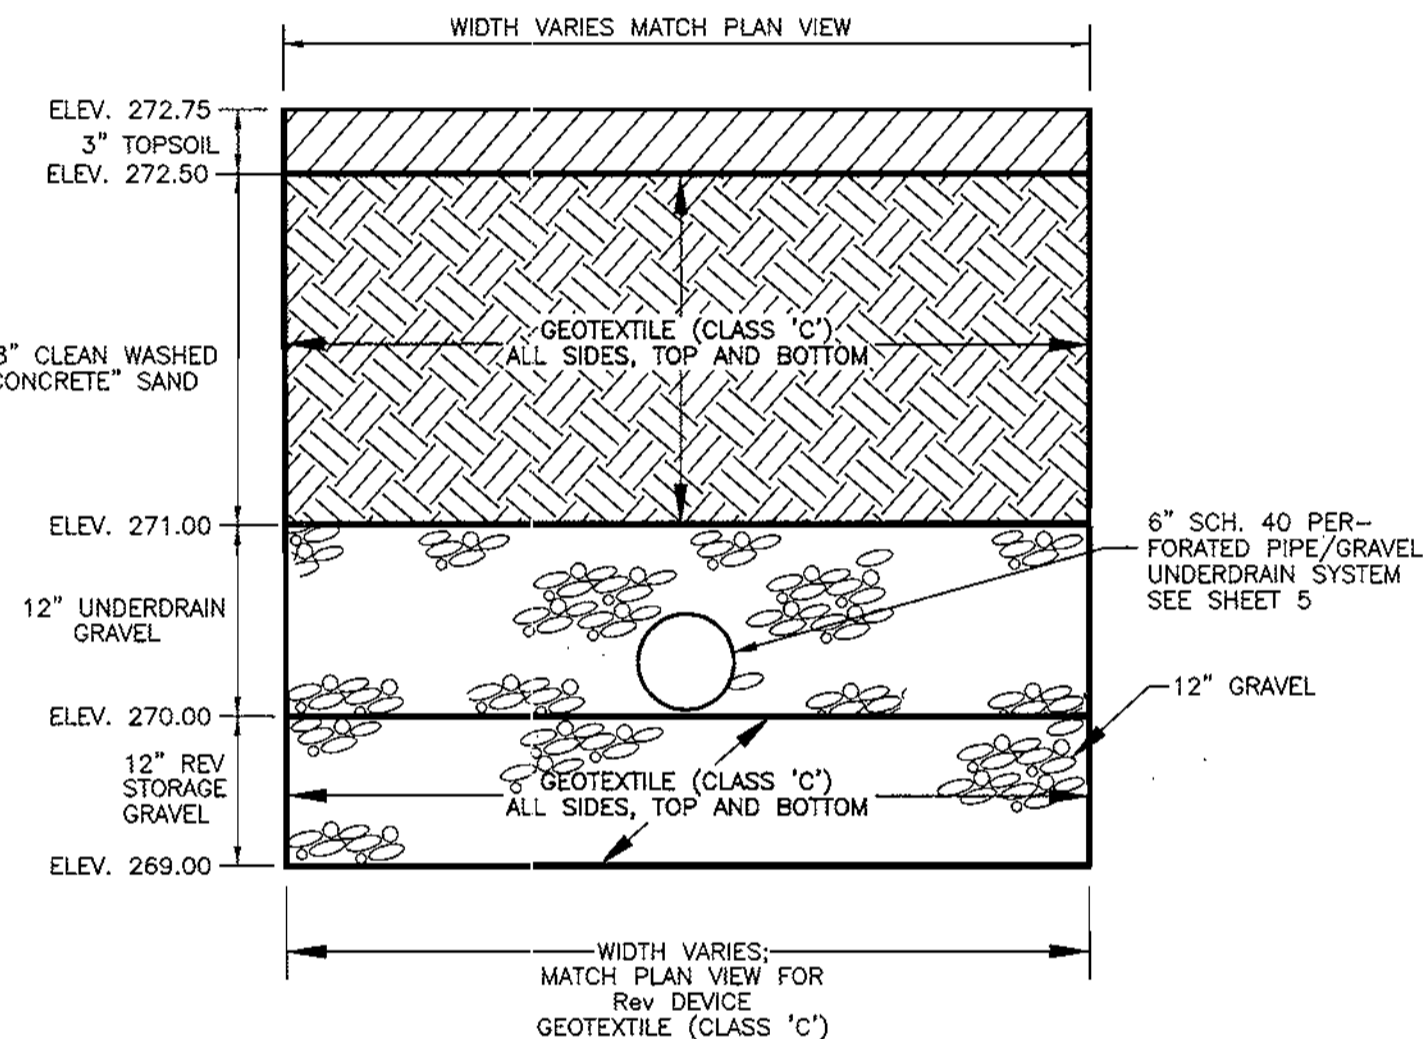 WIDTH VARIES MATCH PLAN VIEW
ELEV. 272.75
3" TOPSOIL
ELEV. 272.50
GEOTEXTILE (CLASS 'C')
ALL SIDES, TOP AND BOTTOM
8" CLEAN WASHED
CONCRETE" SAND
ELEV. 271.00
6" SCH. 40 PER-
FORATED PIPE/GRAVEL
UNDERDRAIN SYSTEM
SEE SHEET 5
12" UNDERDRAIN
GRAVEL
12" GRAVEL
ELEV. 270.00
12" REV
STORAGE
GRAVEL
GEOTEXTILE (CLASS 'C')
ALL SIDES, TOP AND BOTTOM
ELEV. 269.00
WIDTH VARIES;
MATCH PLAN VIEW FOR
Rev DEVICE
GEOTEXTILE (CLASS 'C')